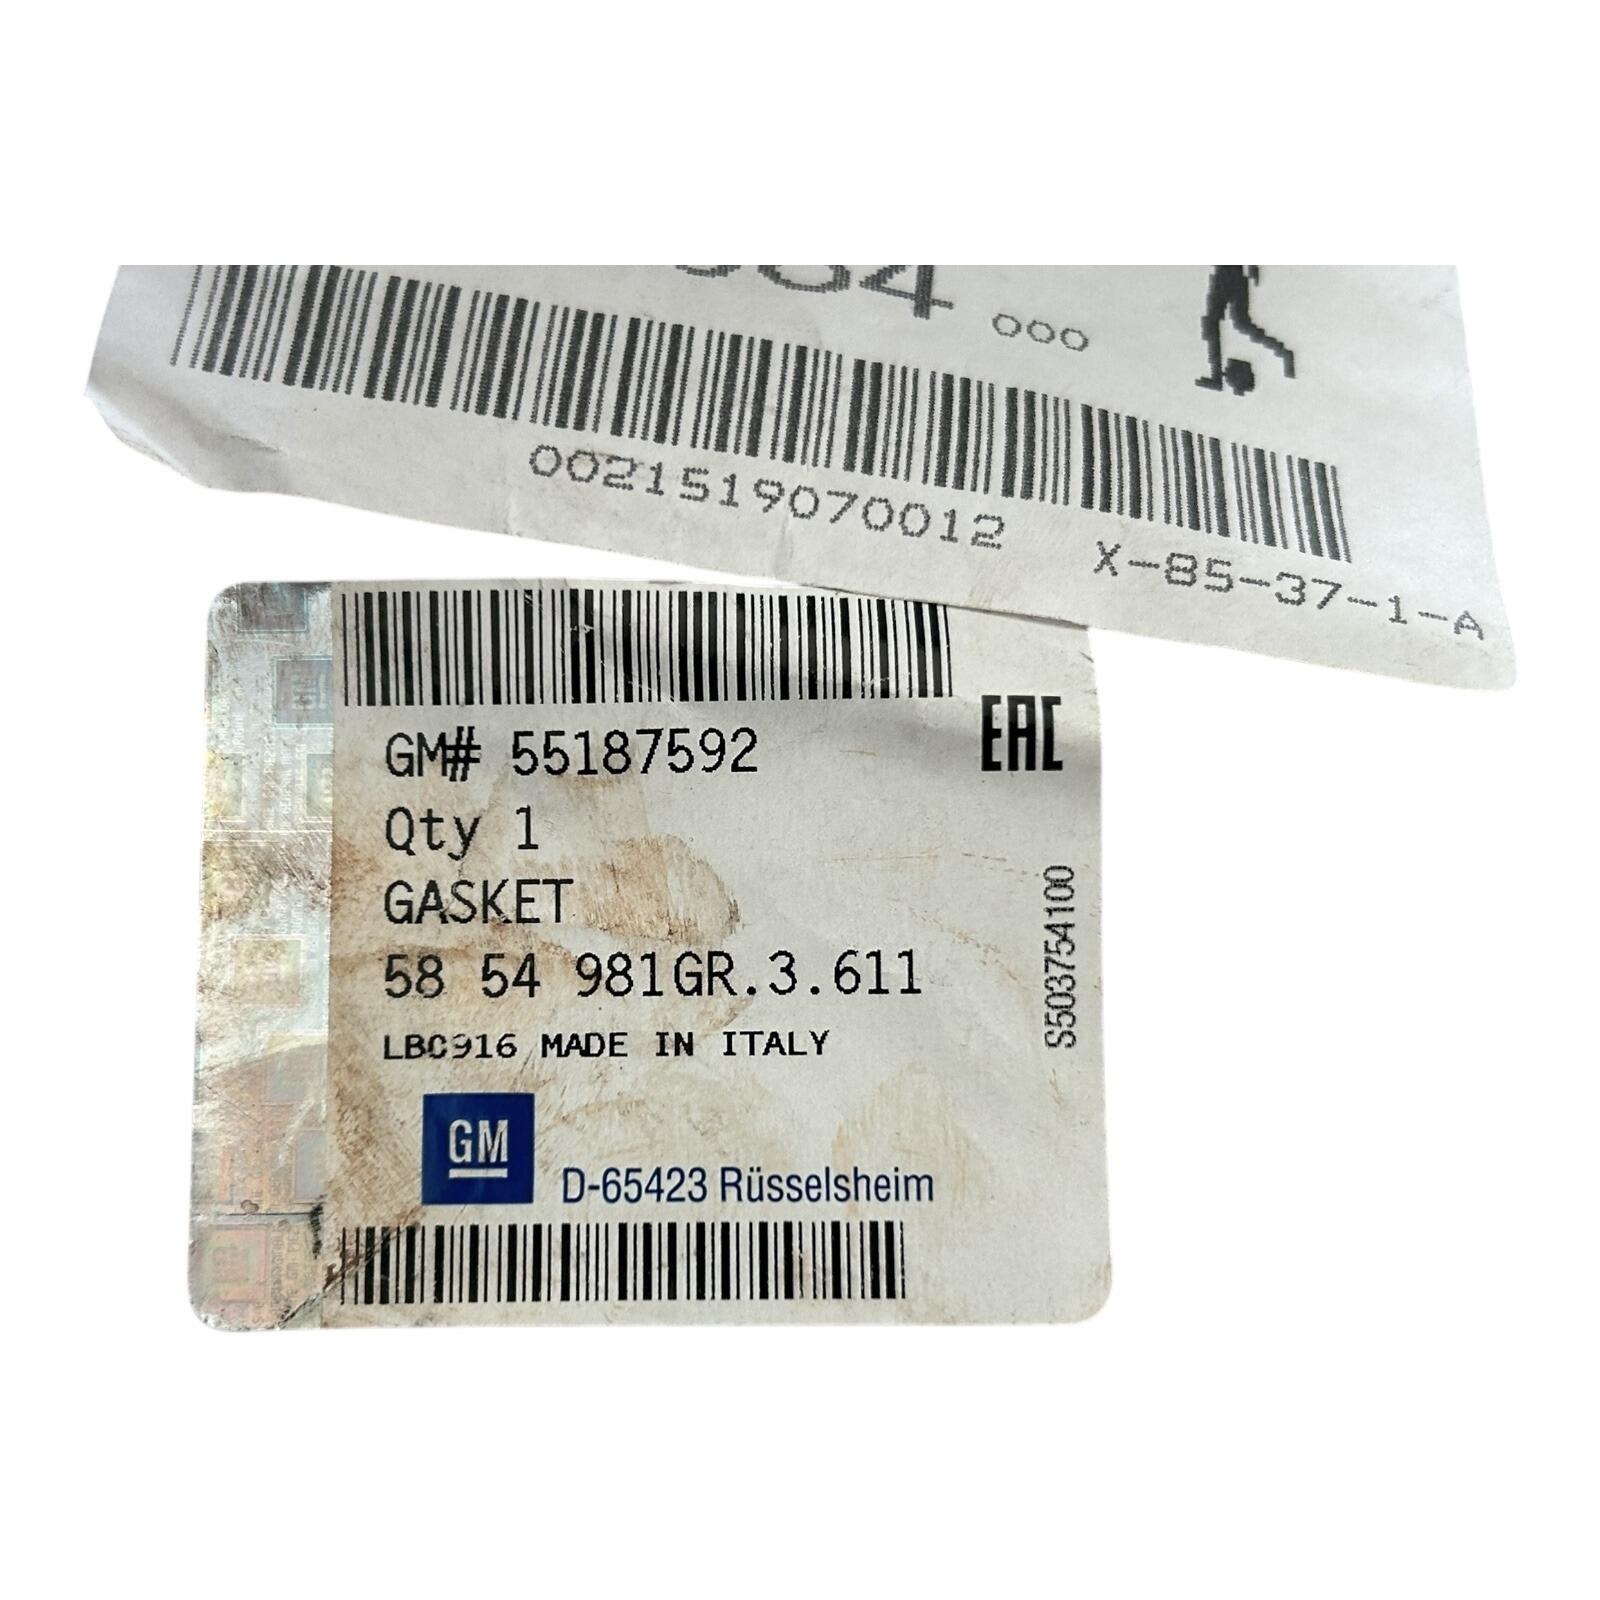 000
0021519070012
X-85-37-1-A
GM# 55187592
EAC
Qty 1
GASKET
58 54 981GR.3.611
LB0916 MADE IN ITALY
S503754100
GM
D-65423 Rüsselsheim